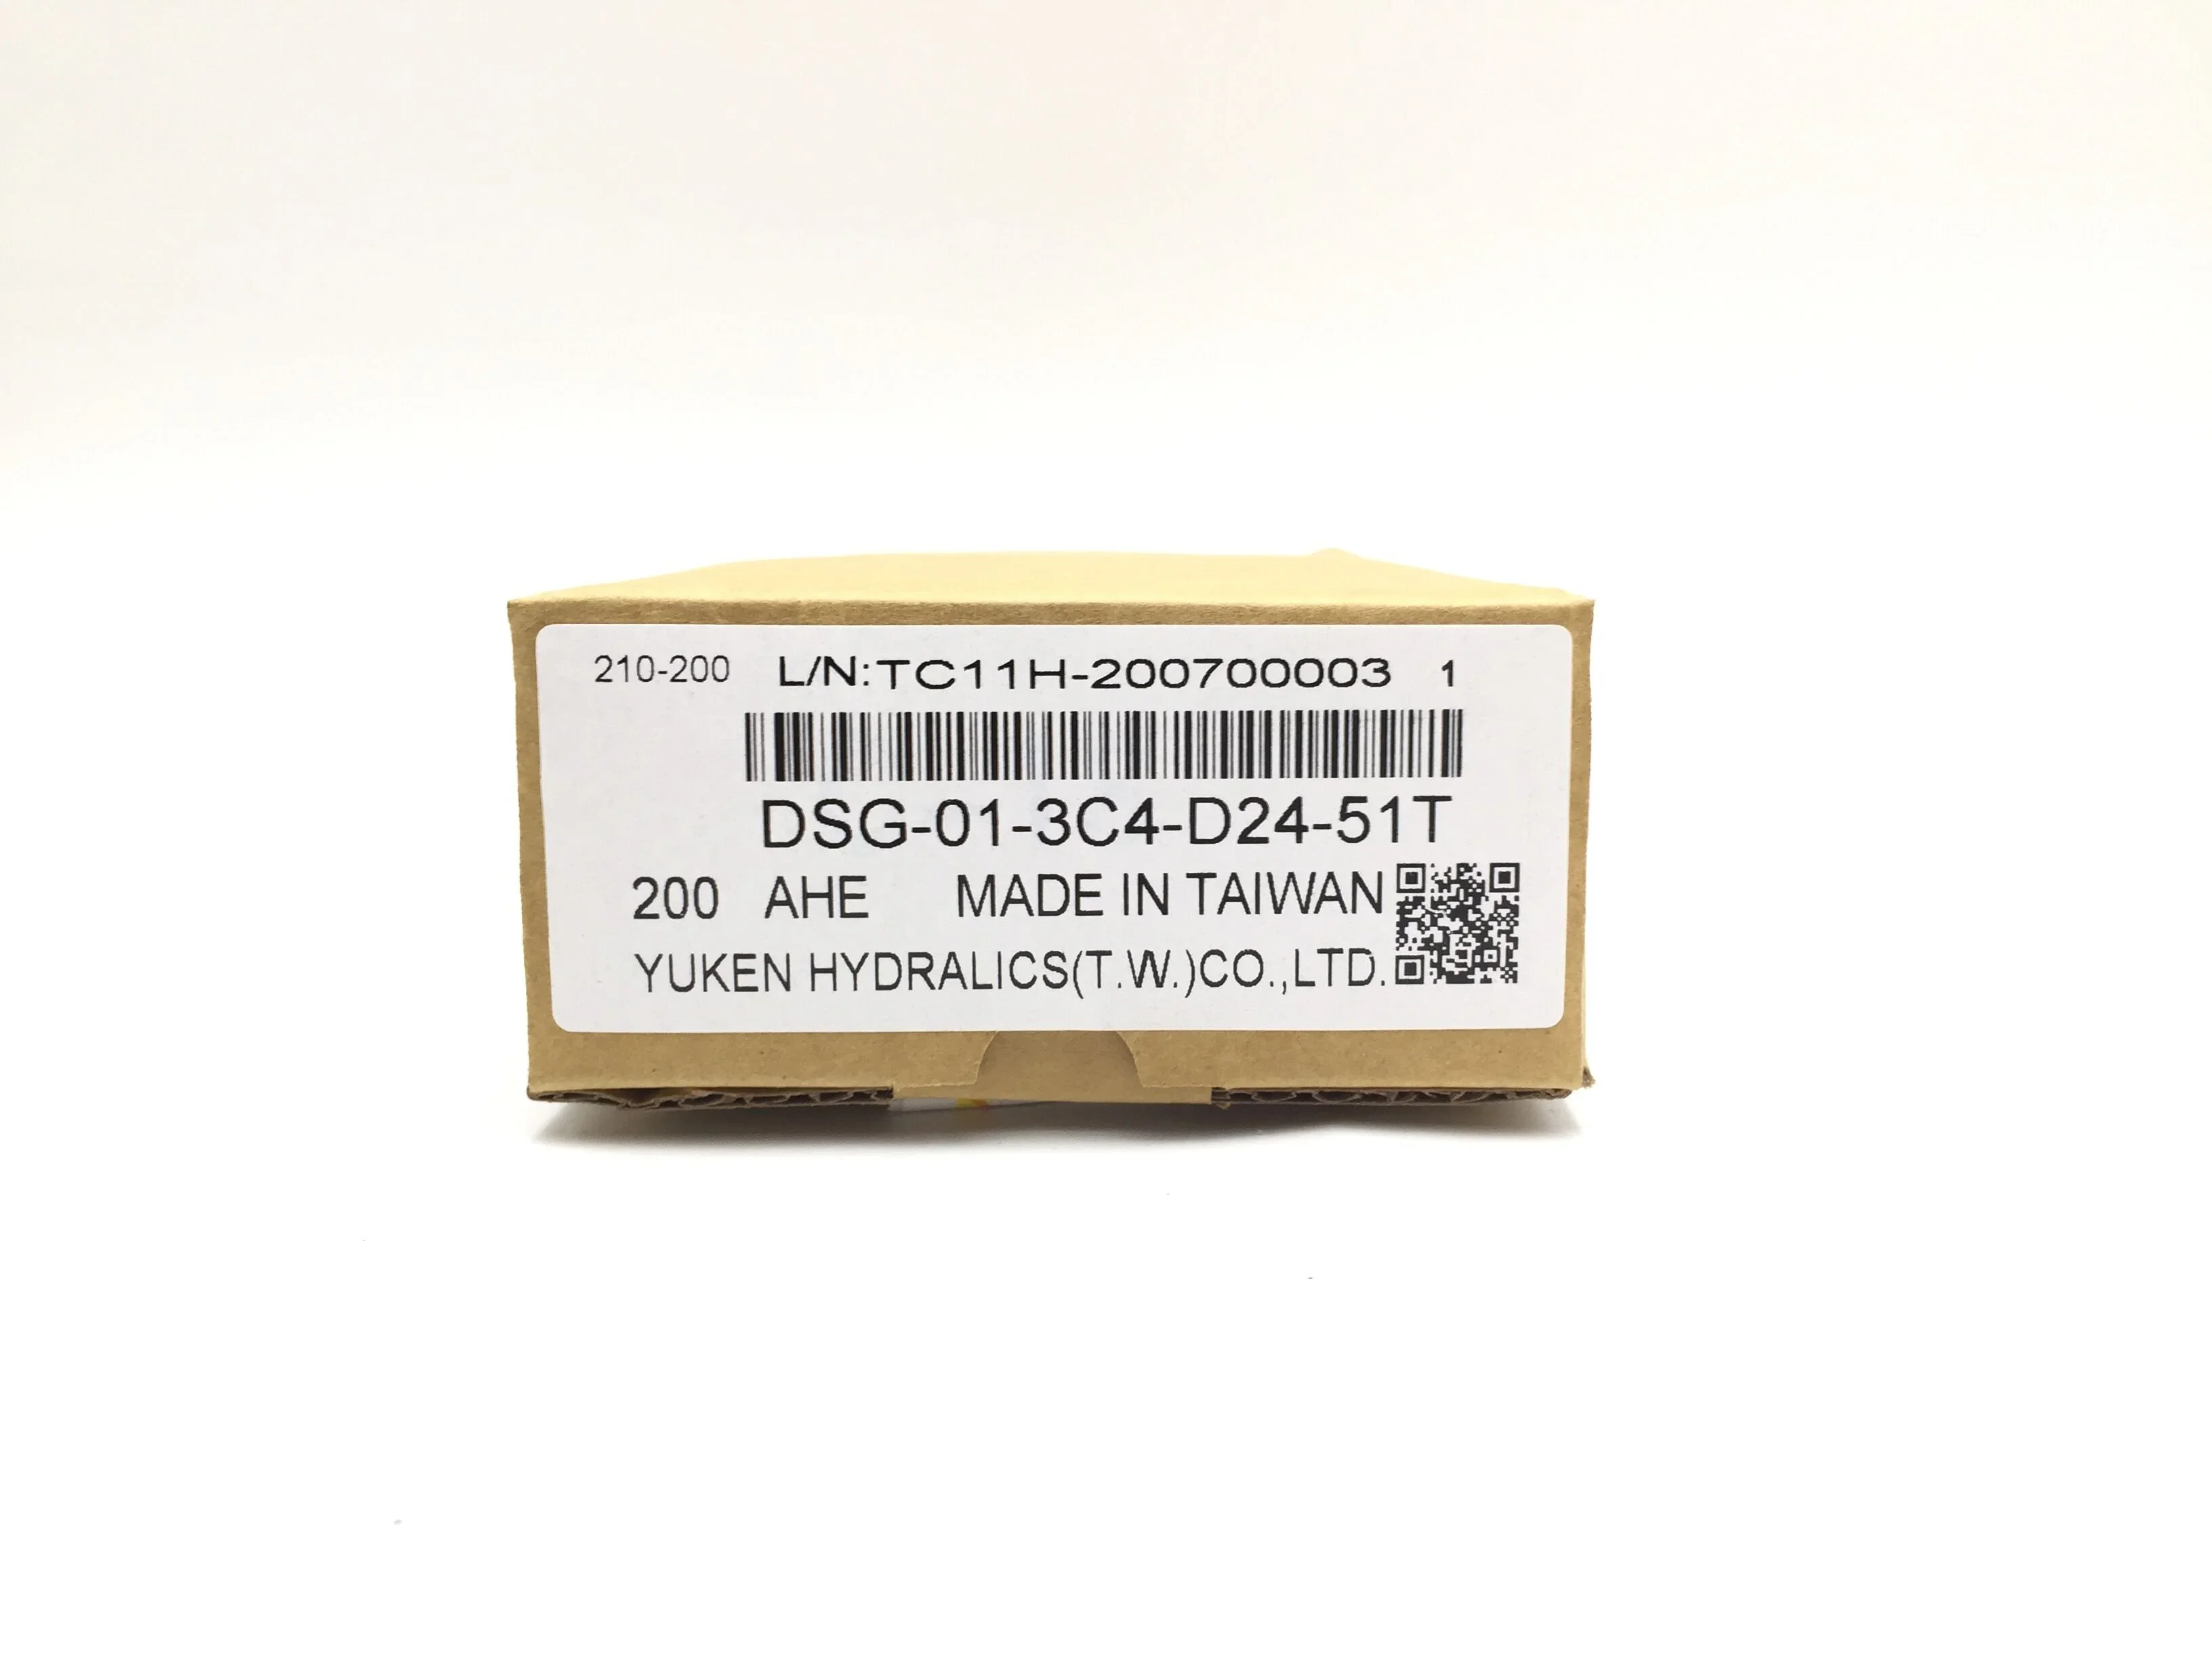 210-200 L/N:TC11H-200700003 1
DSG-01-3C4-D24-51T
200 AHE MADE IN TAIWAN
YUKEN HYDRALICS(T.W.)CO.,LTD.